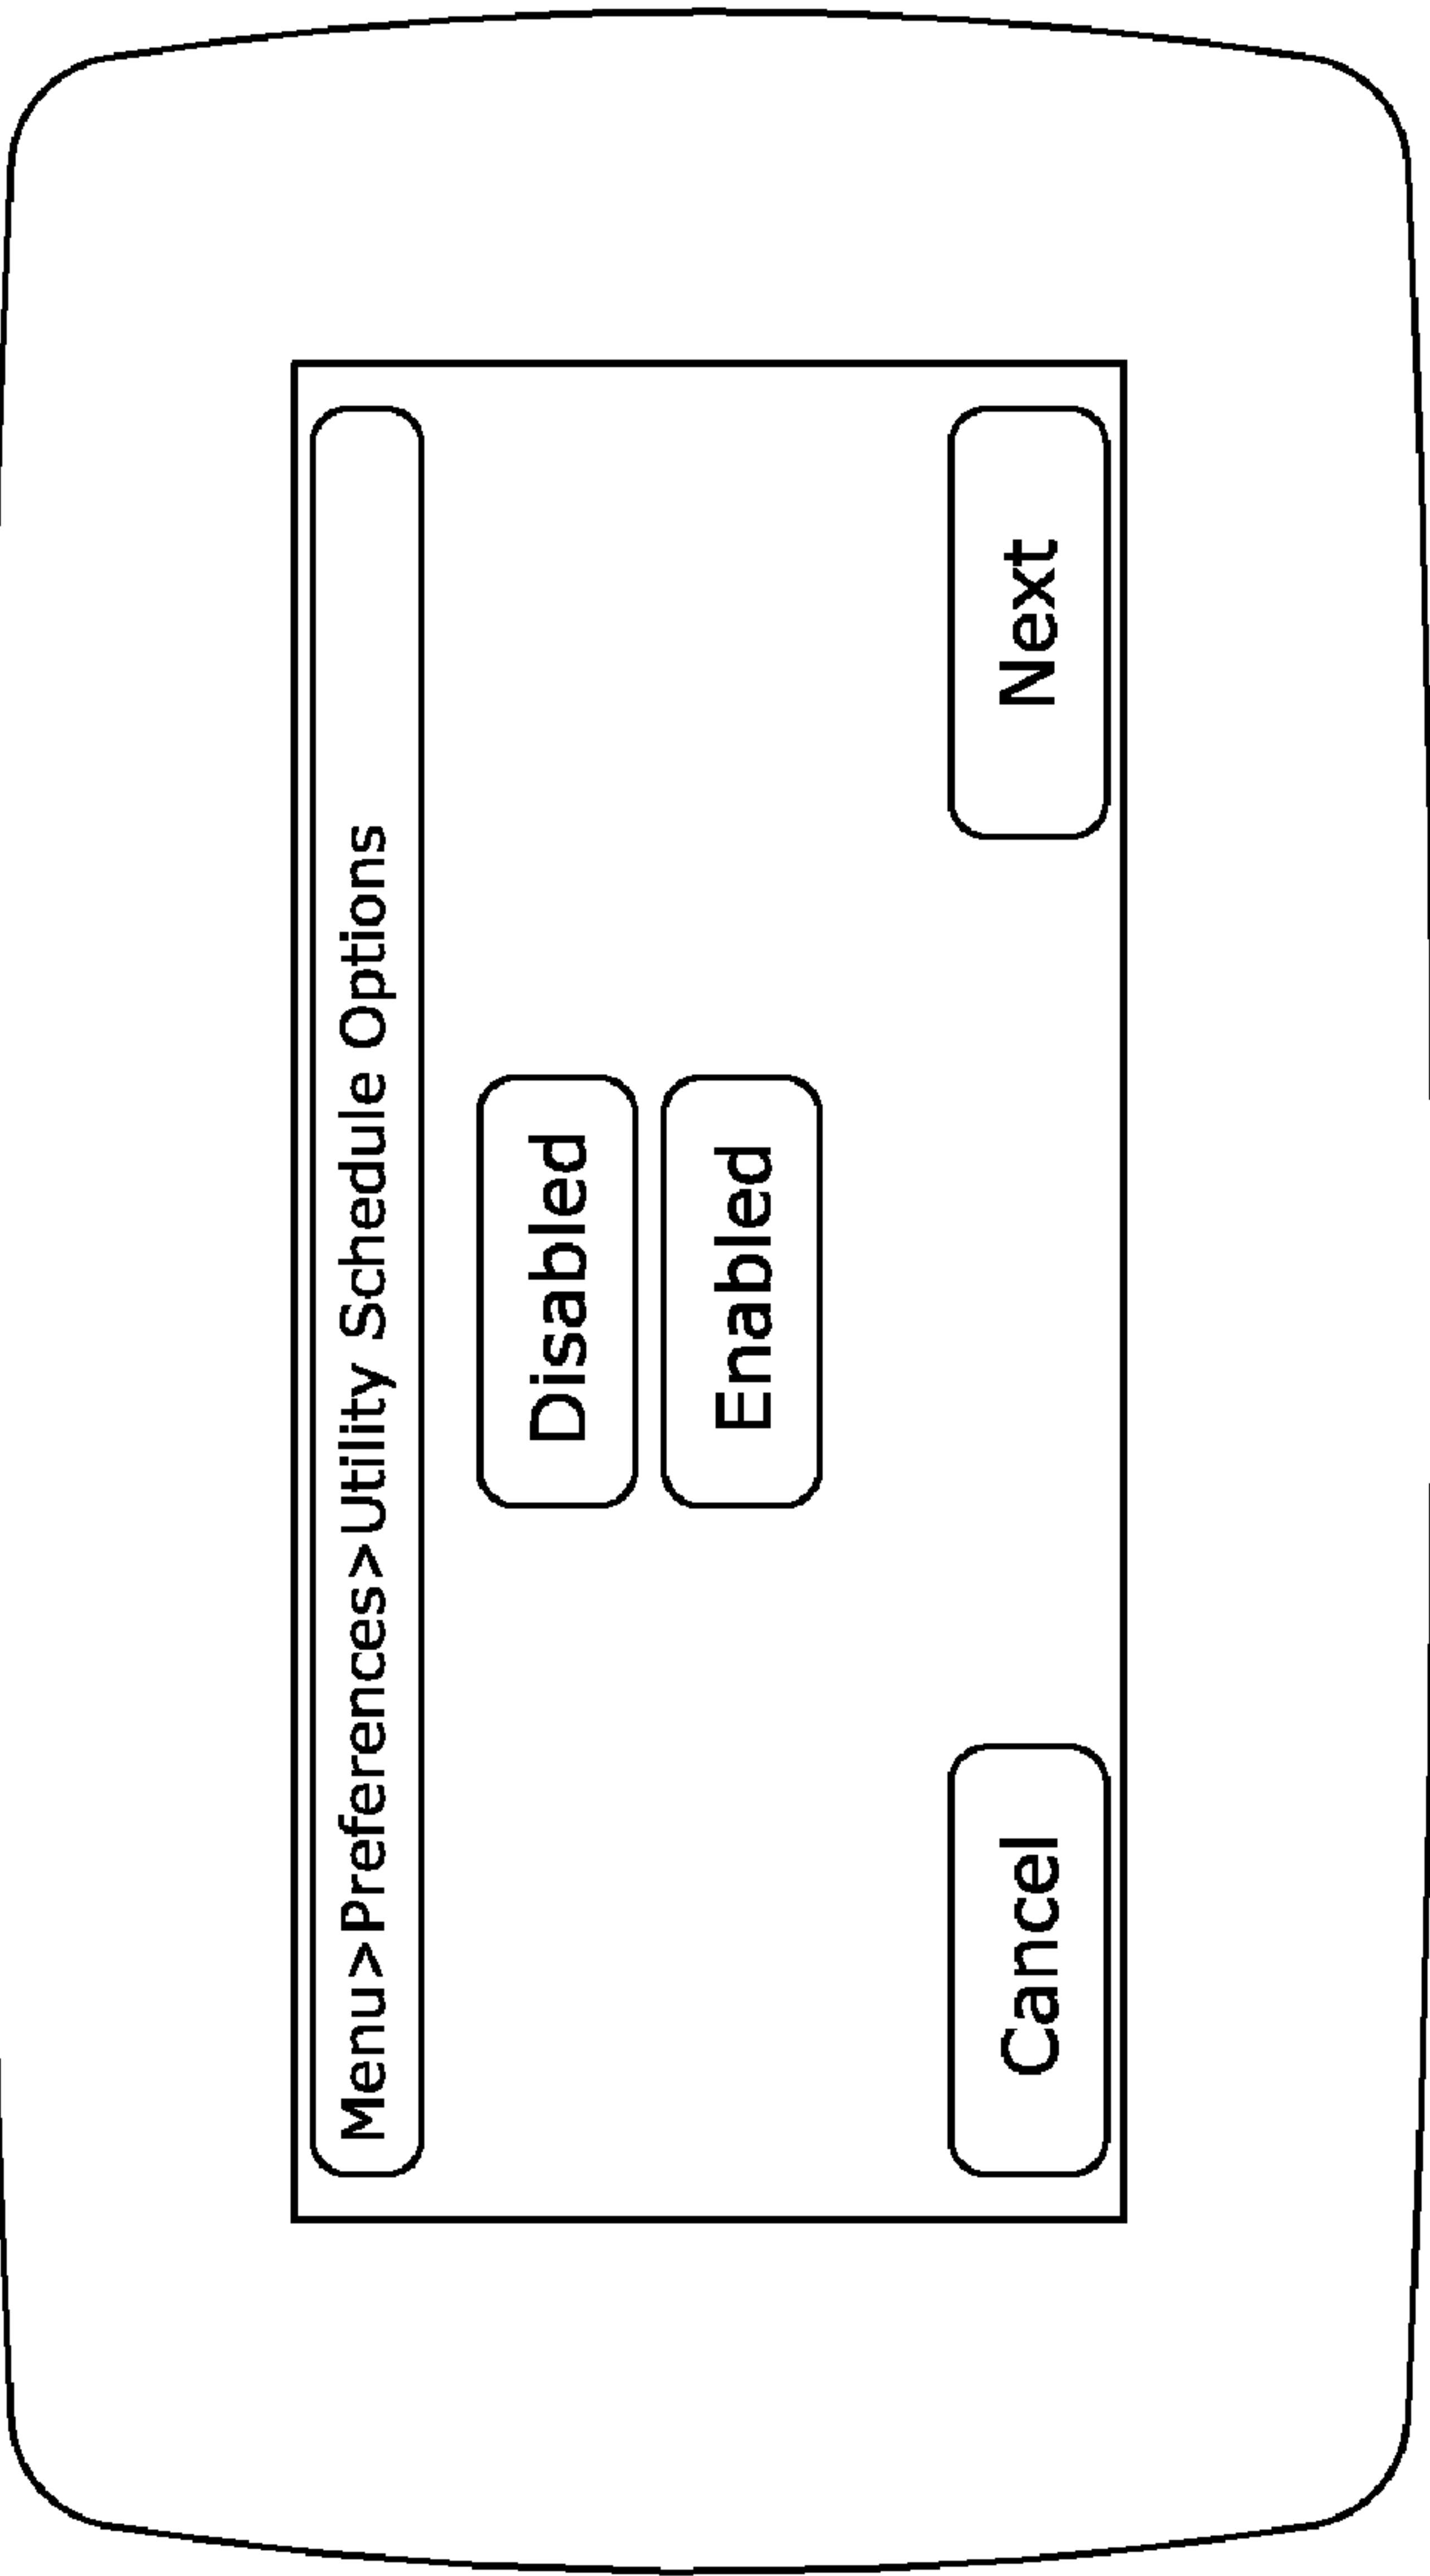 Menu>Preferences>Utility Schedule Options
Disabled
Enabled
Cancel
Next